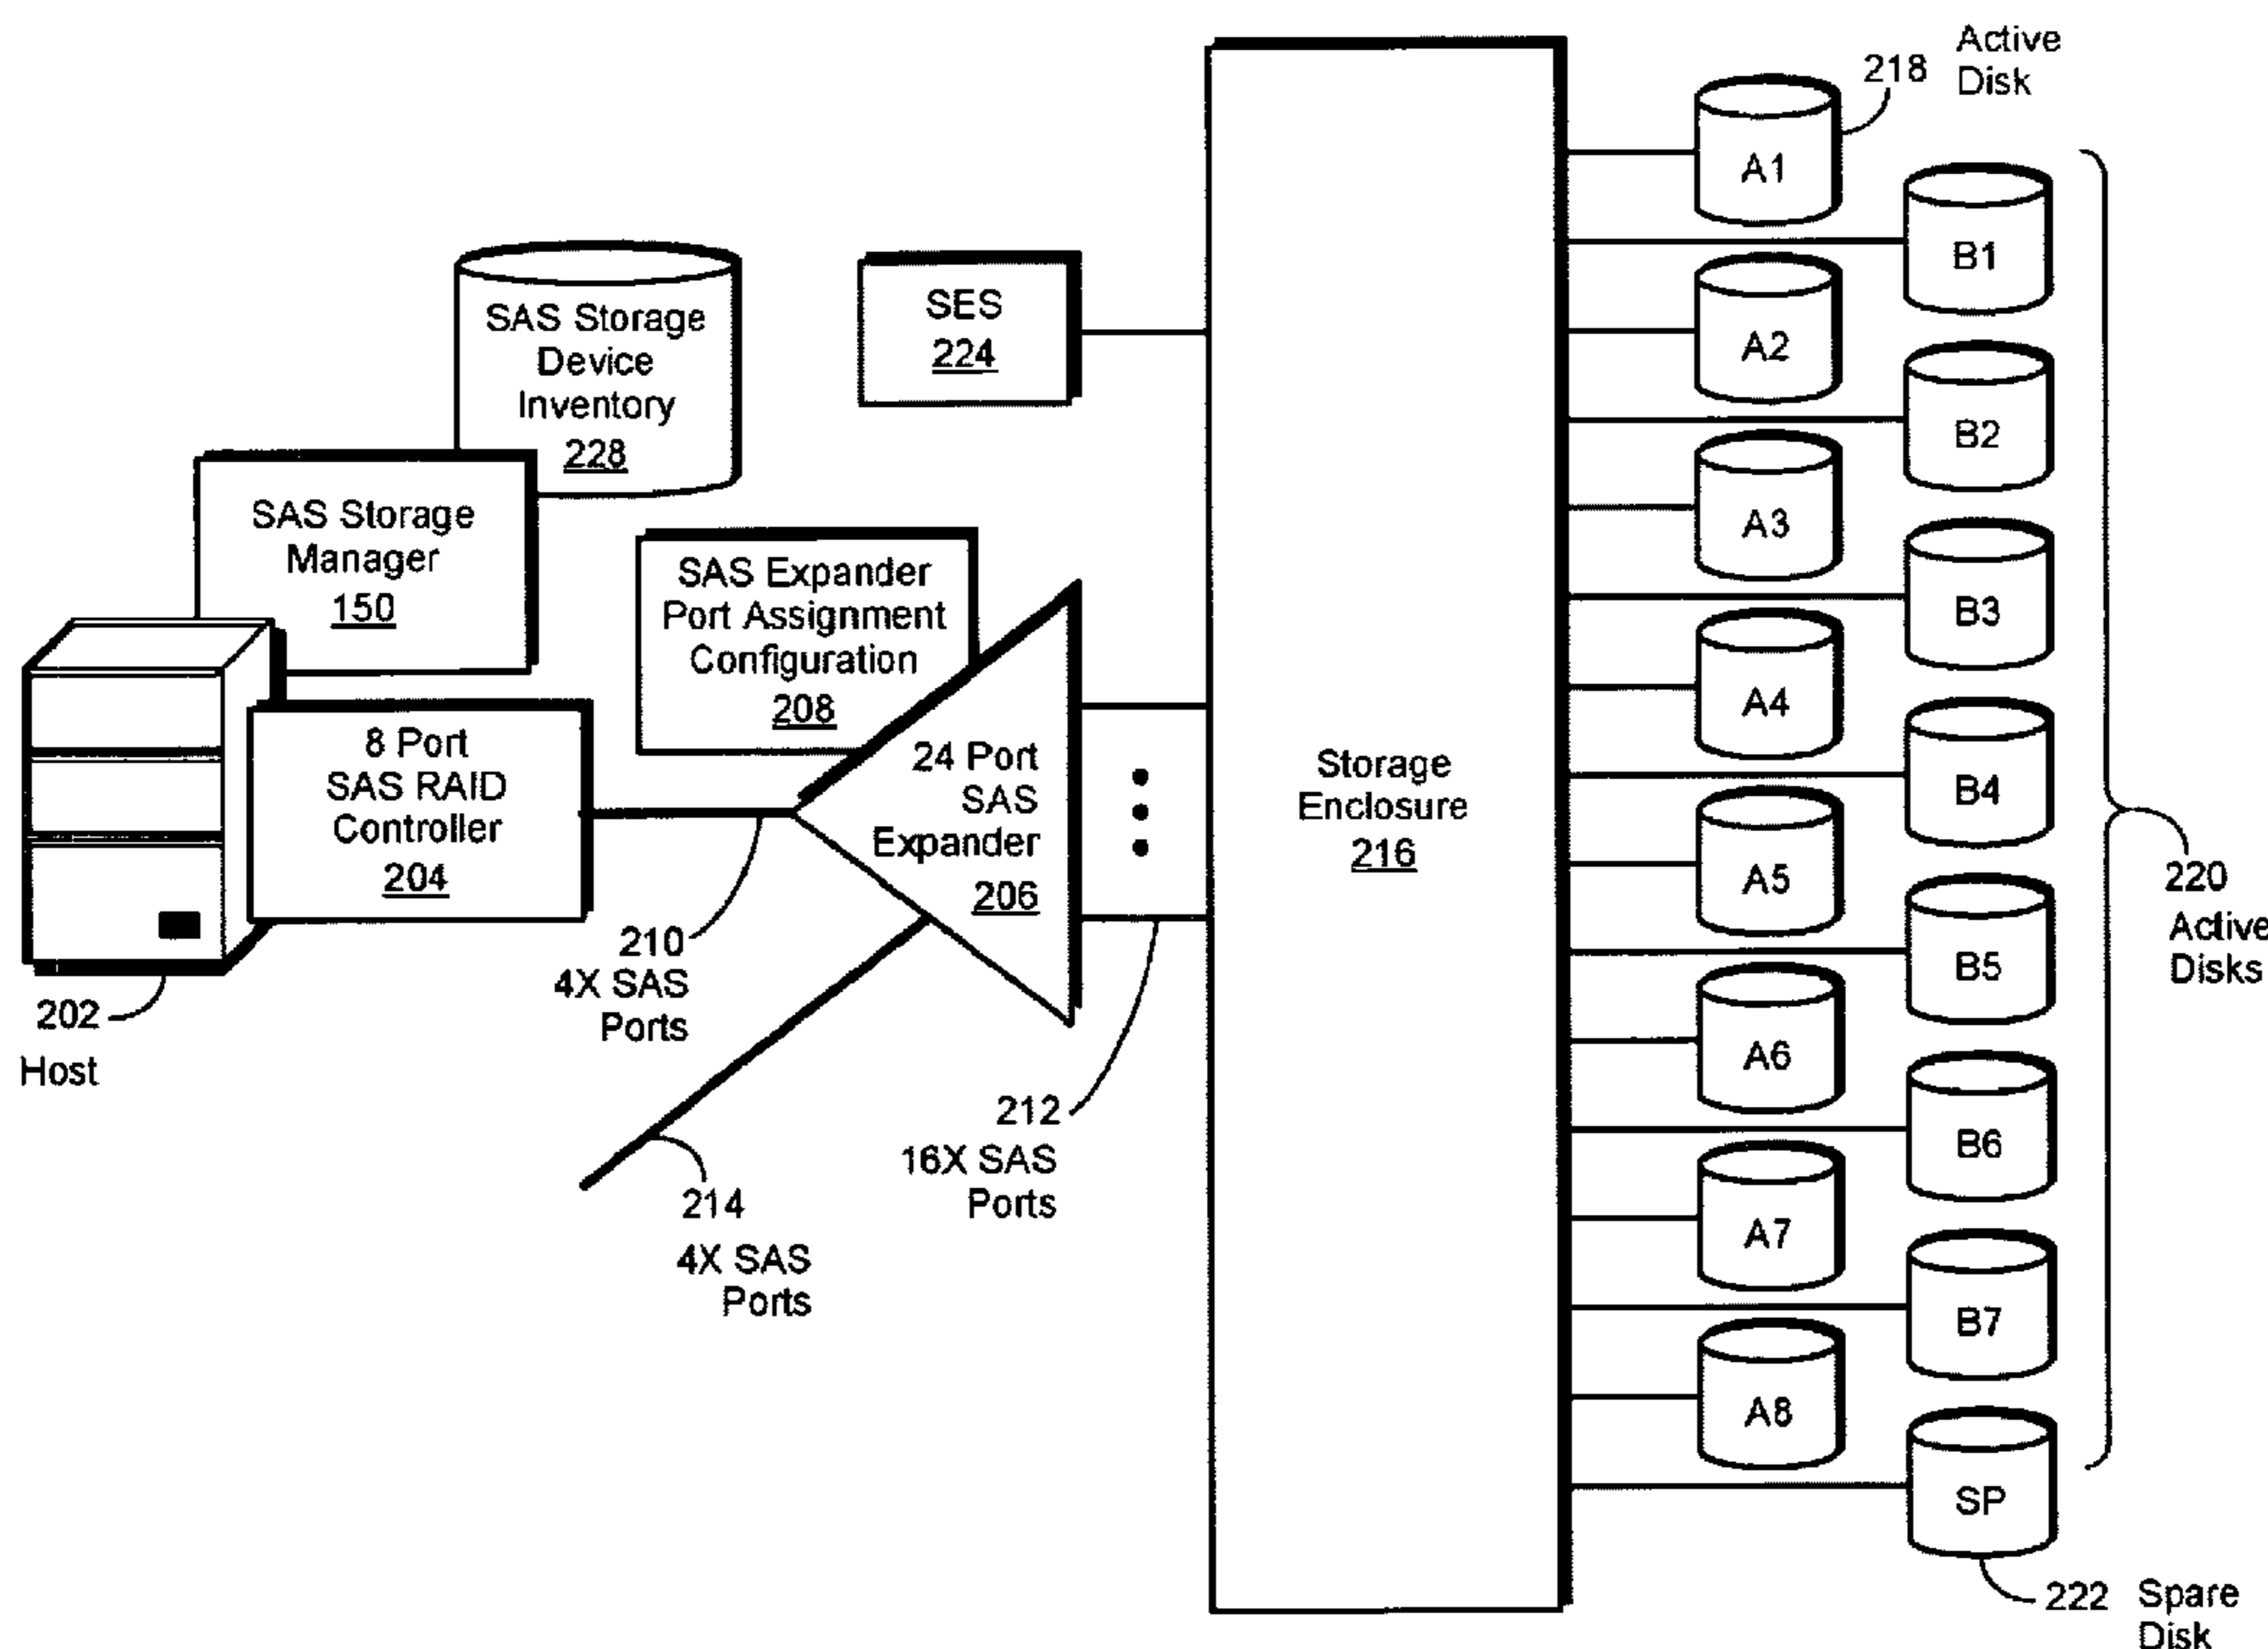 Active
Disk
218
A1
B1
A2
B2
A3
B3
A4
B4
A5
B5
A6
B6
A7
B7
A8
SP
220
Active
Disks
222 Spare
Disk
SAS Storage
Device
Inventory
228
SES
224
SAS Storage
Manager
150
SAS Expander
Port Assignment
Configuration
208
8 Port
SAS RAID
Controller
204
24 Port
SAS
Expander
206
Storage
Enclosure
216
210
4X SAS
Ports
202
Host
212
16X SAS
Ports
214
4X SAS
Ports